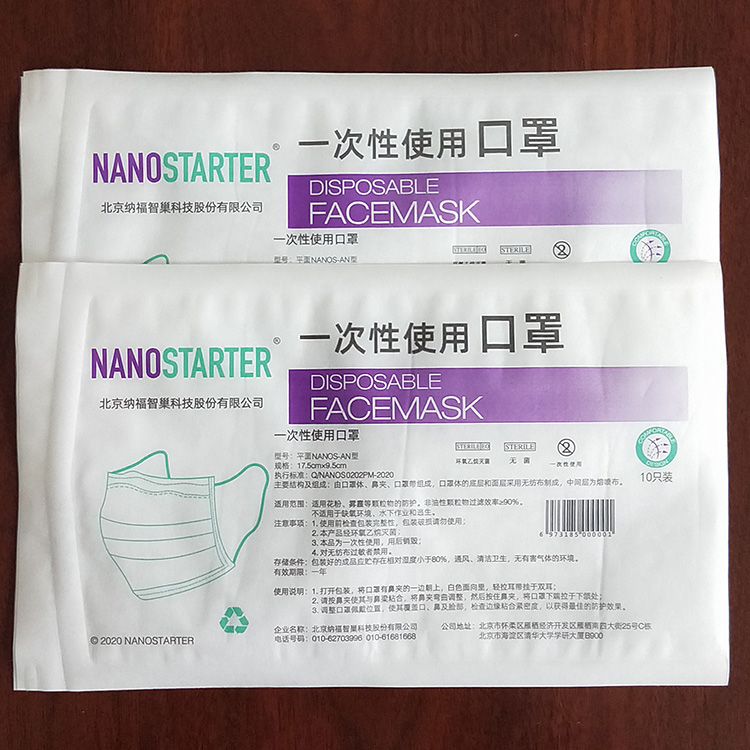 NANOSTARTER®
北京纳福智巢科技股份有限公司
一次性使用口罩
DISPOSABLE
FACEMASK
一次性使用口罩
型号：平面NANOS-AN型
STERILE EO
STERILE
COMFORTABLE
NANOSTARTER®
北京纳福智巢科技股份有限公司
一次性使用口罩
DISPOSABLE
FACEMASK
一次性使用口罩
型号：平面NANOS-AN型
规格：17.5cm×9.5cm
执行标准：Q/NANOS0202PM-2020
主要结构及组成：由口罩体、鼻夹、口罩带组成，口罩体的底层和面层采用无纺布制成，中间层为熔喷布。
STERILE EO
环氧乙烷灭菌
STERILE
无菌
2
一次性使用
COMFORTABLE
DESIGN
10只装
适用范围：适用花粉、雾霾等颗粒物的防护。非油性颗粒物过滤效率≥90%。
不适用于缺氧环境、水下作业和逃生。
注意事项：1. 使用前检查包装完整性，包装破损请勿使用；
2. 本产品经环氧乙烷灭菌；
3. 本品为一次性使用，用后销毁；
4. 对无纺布过敏者禁用。
存储条件：包装好的成品应贮存在相对湿度小于80%，通风、清洁卫生，无有害气体的环境。
有效期限：一年
6 973185 000001
使用说明：1. 打开包装，将口罩有鼻夹的一边朝上，白色面向里，轻拉耳带挂于双耳；
2. 请按鼻夹使其与鼻梁粘合，将鼻夹弯曲调整，然后按住鼻夹，将口罩下端拉于下颌处；
3. 调整口罩佩戴位置，使其覆盖口、鼻及脸部，检查边缘粘合紧密度，以获得最佳的防护效果。
企业名称：北京纳福智巢科技股份有限公司
电话号码：010-62703996 010-61681668
公司地址：北京市怀柔区雁栖经济开发区雁栖南四大街25号C栋
北京市海淀区清华大学学研大厦B900
© 2020 NANOSTARTER